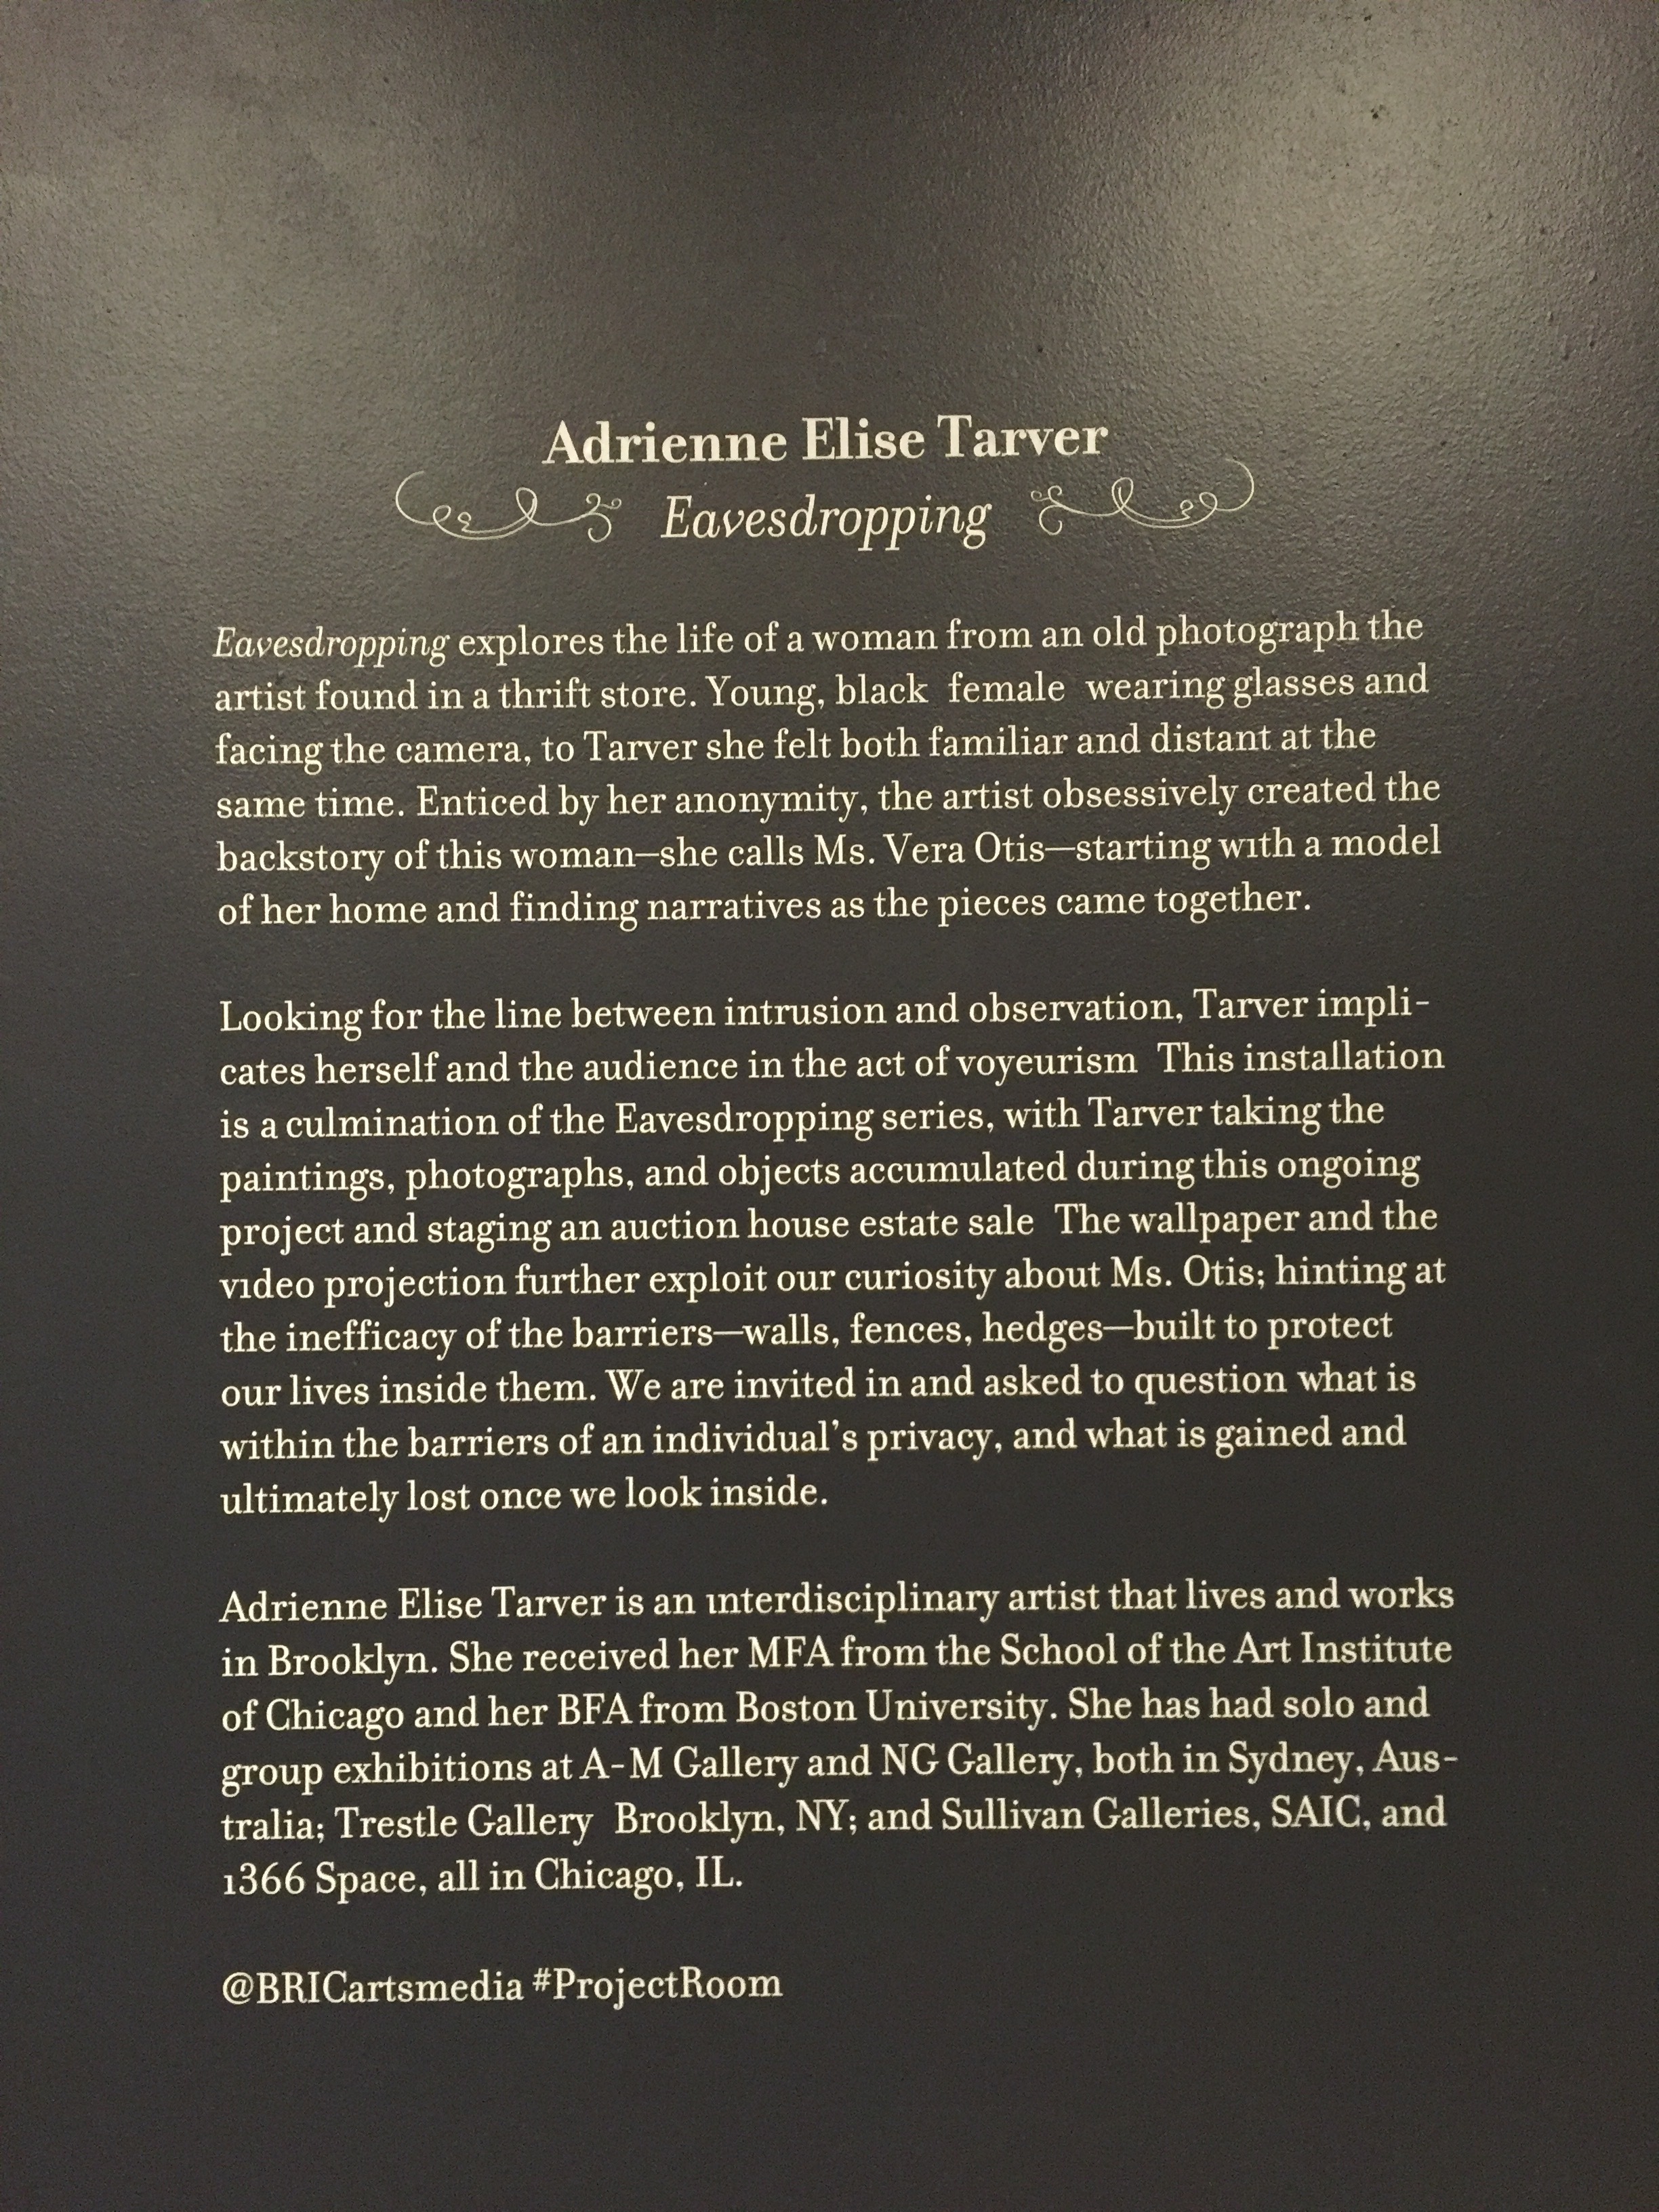 Adrienne Elise Tarver
Eavesdropping
Eavesdropping explores the life of a woman from an old photograph the
artist found in a thrift store. Young, black female wearing glasses and
facing the camera, to Tarver she felt both familiar and distant at the
same time. Enticed by her anonymity, the artist obsessively created the
backstory of this woman—she calls Ms. Vera Otis—starting with a model
of her home and finding narratives as the pieces came together.
Looking for the line between intrusion and observation, Tarver impli-
cates herself and the audience in the act of voyeurism This installation
is a culmination of the Eavesdropping series, with Tarver taking the
paintings, photographs, and objects accumulated during this ongoing
project and staging an auction house estate sale The wallpaper and the
video projection further exploit our curiosity about Ms. Otis; hinting at
the inefficacy of the barriers—walls, fences, hedges—built to protect
our lives inside them. We are invited in and asked to question what is
within the barriers of an individual's privacy, and what is gained and
ultimately lost once we look inside.
Adrienne Elise Tarver is an interdisciplinary artist that lives and works
in Brooklyn. She received her MFA from the School of the Art Institute
of Chicago and her BFA from Boston University. She has had solo and
group exhibitions at A-M Gallery and NG Gallery, both in Sydney, Aus-
tralia; Trestle Gallery Brooklyn, NY; and Sullivan Galleries, SAIC, and
1366 Space, all in Chicago, IL.
@BRICartsmedia #ProjectRoom